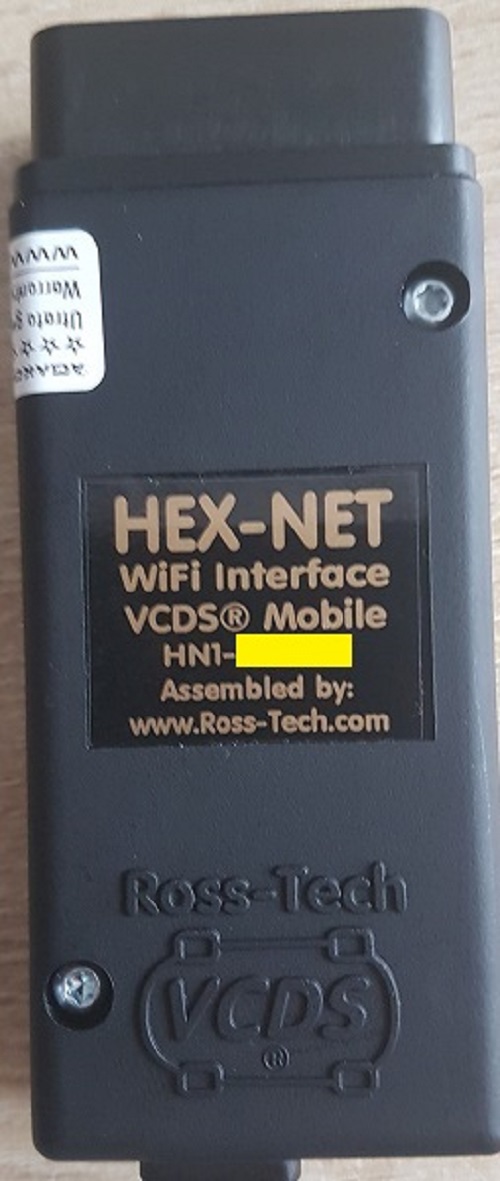 HEX-NET
WiFi Interface
VCDS® Mobile
HN1-
Assembled by:
www.Ross-Tech.com
Ross-Tech
VCDS
®